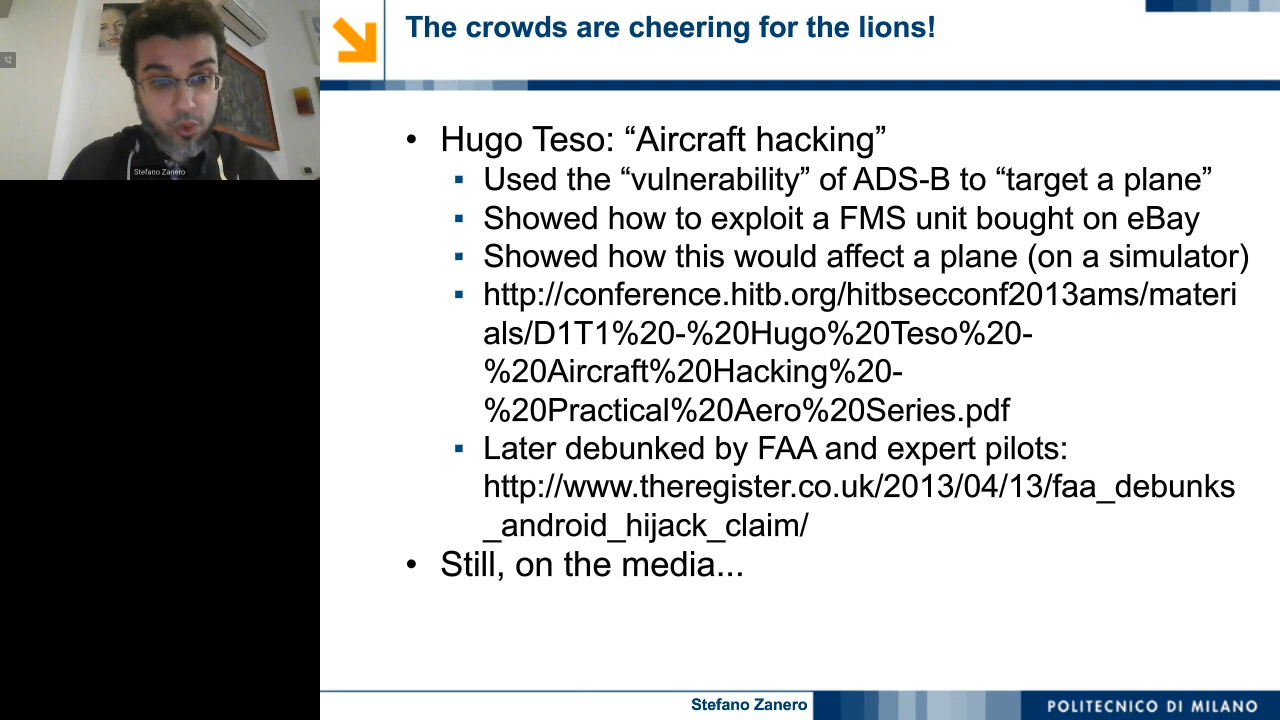 Stefano Zanero
The crowds are cheering for the lions!
• Hugo Teso: “Aircraft hacking”
▪ Used the “vulnerability” of ADS-B to “target a plane”
▪ Showed how to exploit a FMS unit bought on eBay
▪ Showed how this would affect a plane (on a simulator)
▪ http://conference.hitb.org/hitbsecconf2013ams/materi
als/D1T1%20-%20Hugo%20Teso%20-
%20Aircraft%20Hacking%20-
%20Practical%20Aero%20Series.pdf
▪ Later debunked by FAA and expert pilots:
http://www.theregister.co.uk/2013/04/13/faa_debunks
_android_hijack_claim/
• Still, on the media...
Stefano Zanero
POLITECNICO DI MILANO